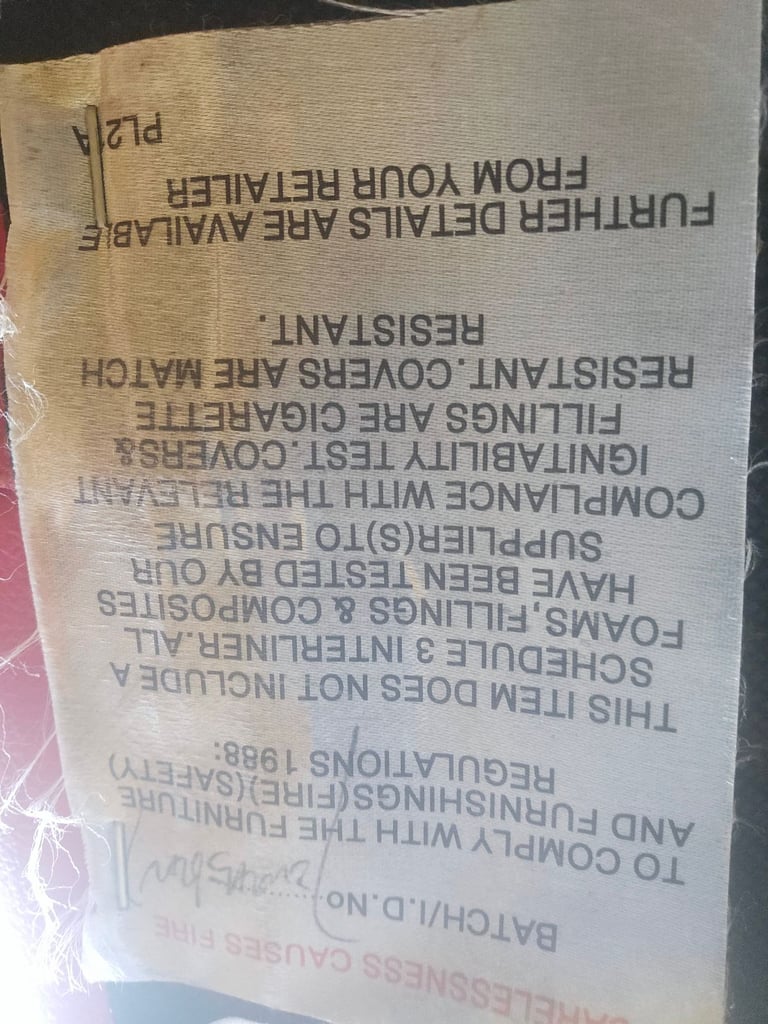 CARELESSNESS CAUSES FIRE
BATCH/I.D.No
TO COMPLY WITH THE FURNITURE
AND FURNISHINGS(FIRE)(SAFETY)
REGULATIONS 1988:
THIS ITEM DOES NOT INCLUDE A
SCHEDULE 3 INTERLINER.ALL
FOAMS,FILLINGS & COMPOSITES
HAVE BEEN TESTED BY OUR
SUPPLIER(S)TO ENSURE
COMPLIANCE WITH THE RELEVANT
IGNITABILITY TEST.COVERS&
FILLINGS ARE CIGARETTE
RESISTANT.COVERS ARE MATCH
RESISTANT.
FURTHER DETAILS ARE AVAILABLE
FROM YOUR RETAILER